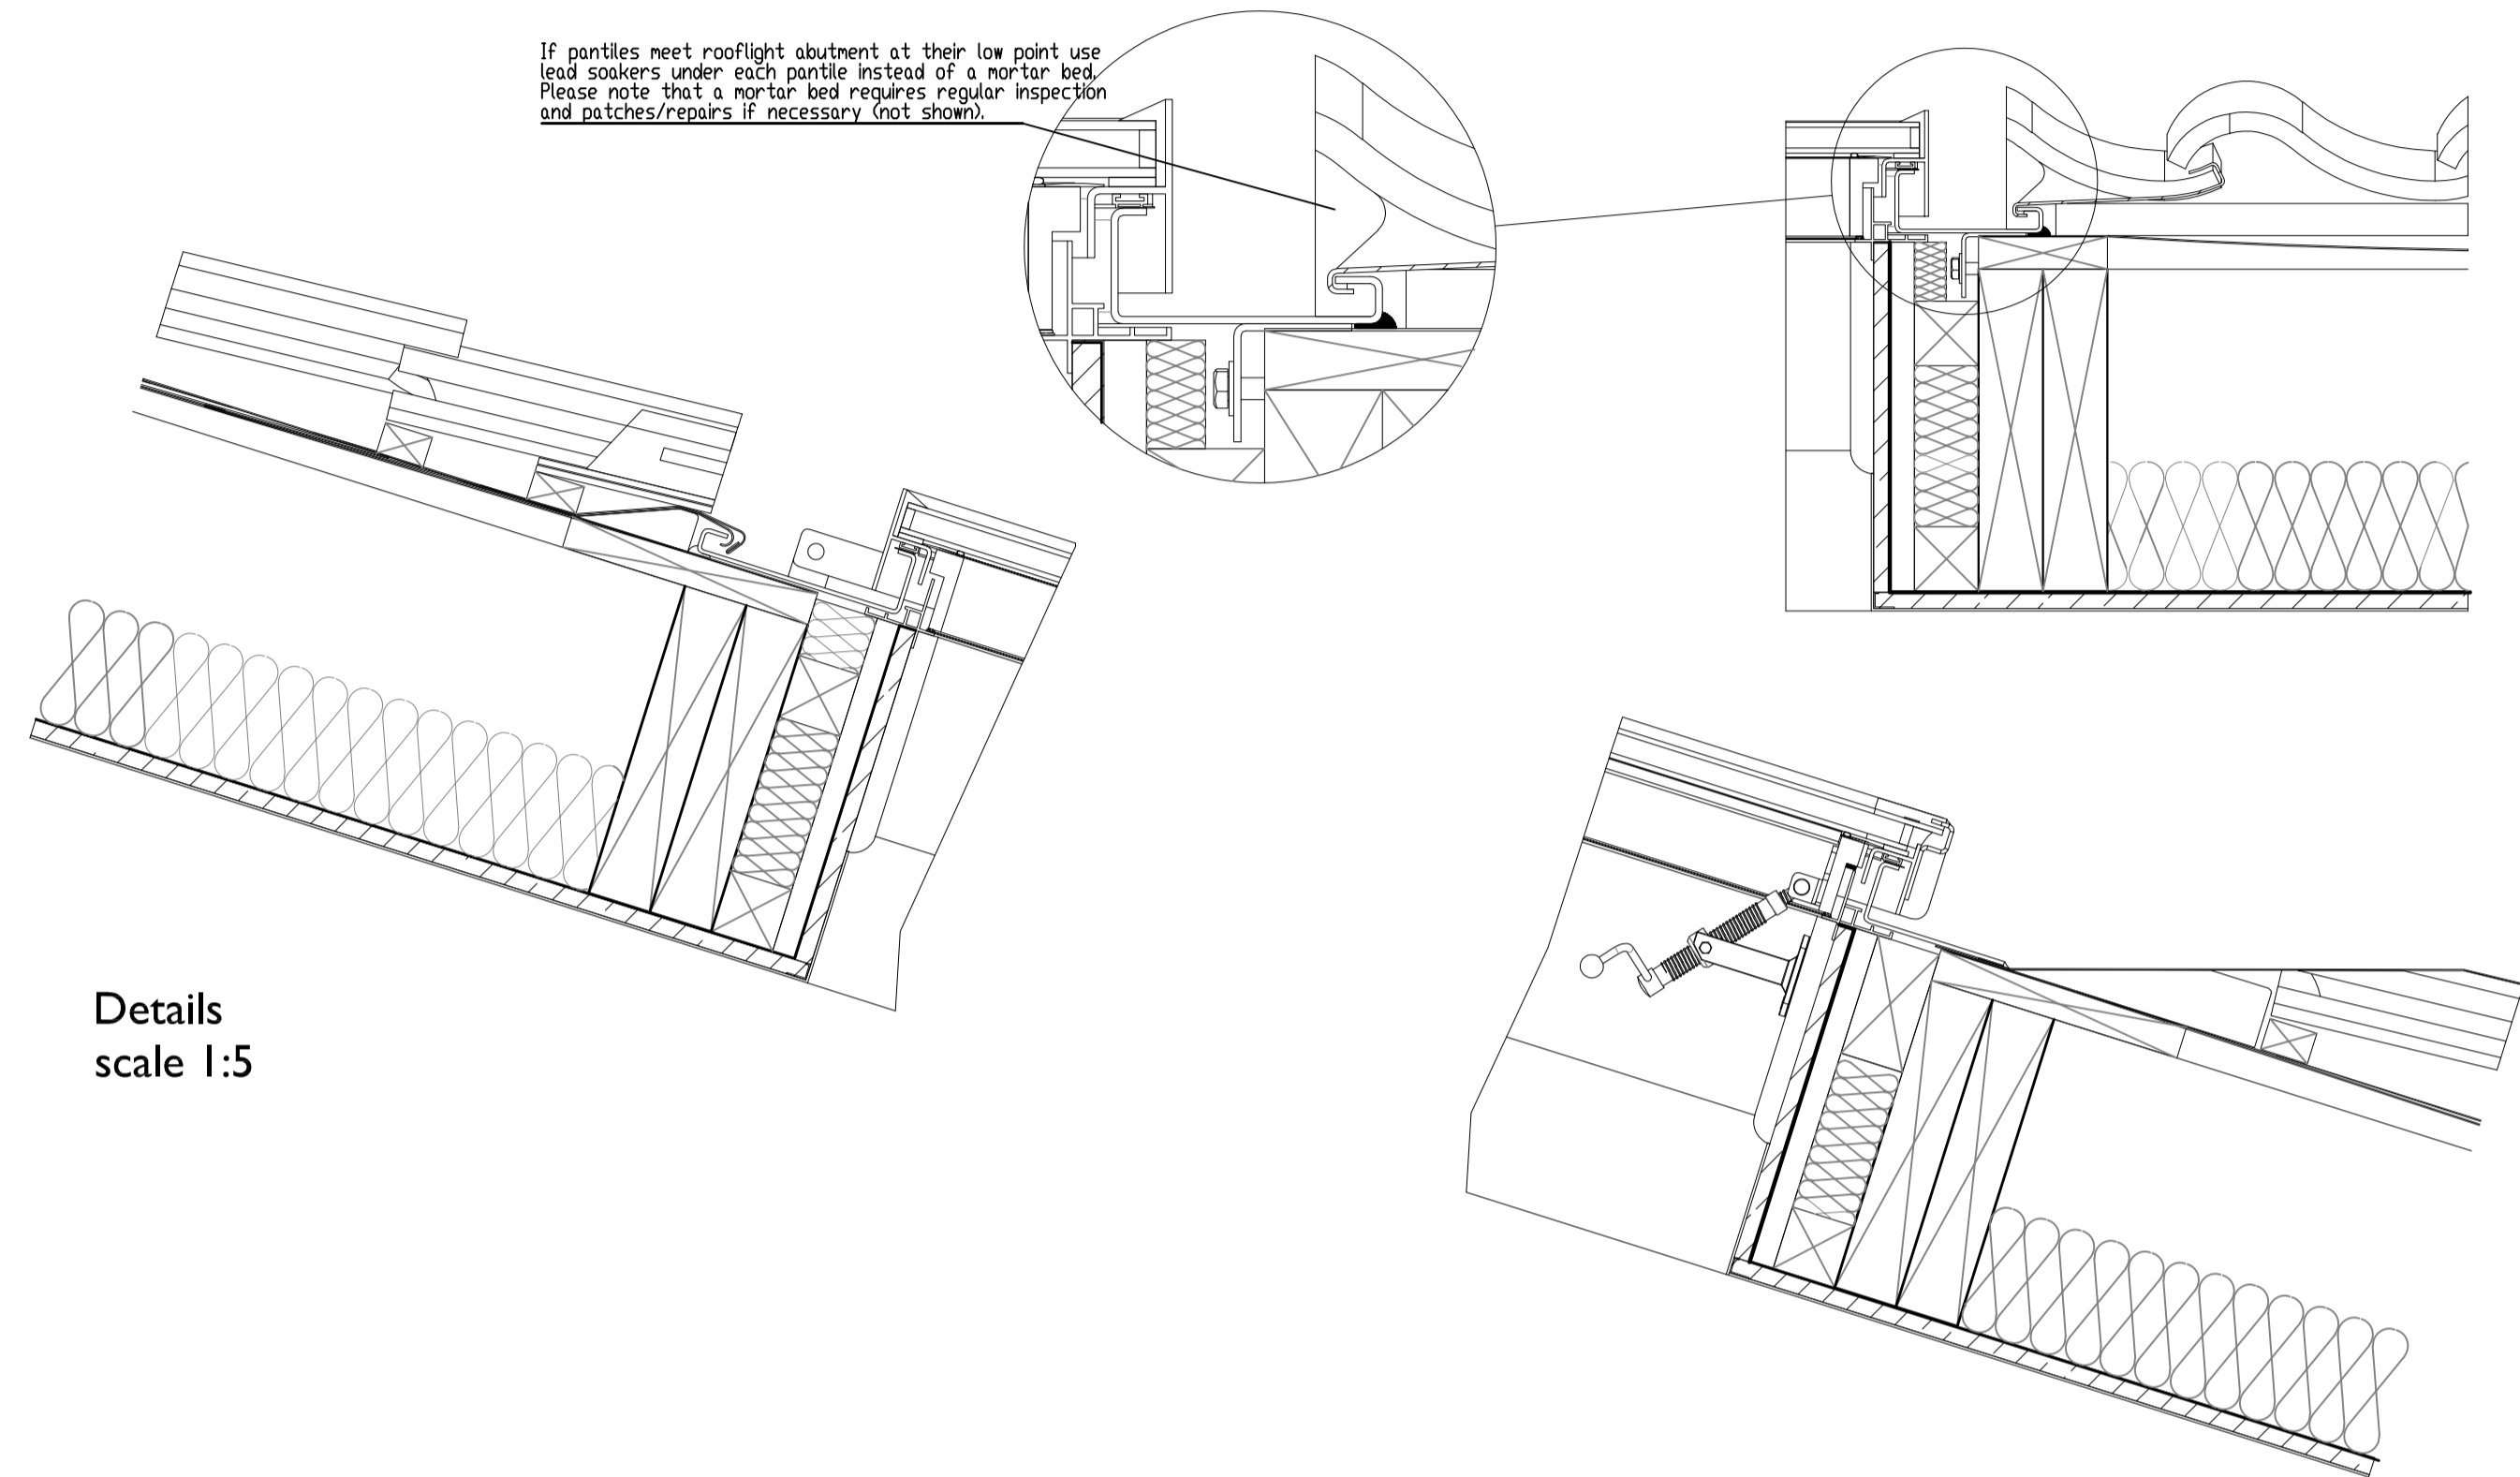 If pantiles meet rooflight abutment at their low point use
lead soakers under each pantile instead of a mortar bed.
Please note that a mortar bed requires regular inspection
and patches/repairs if necessary (not shown).
Details
scale 1:5